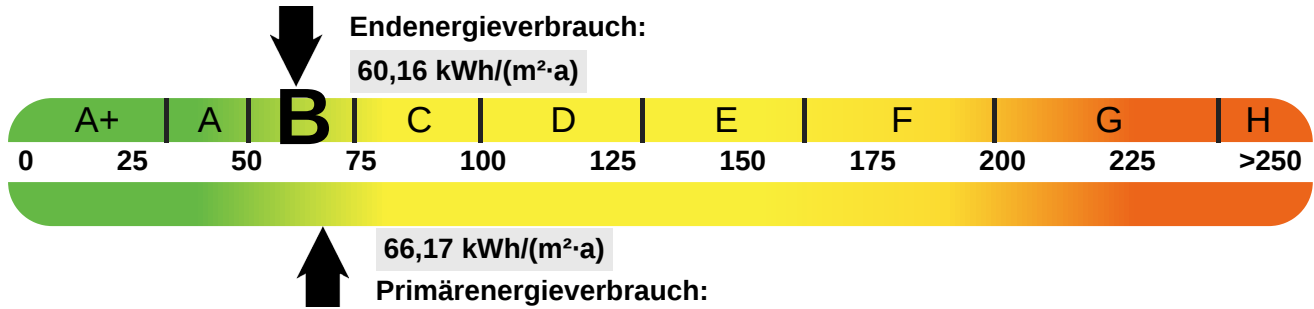 Endenergieverbrauch:
60,16 kWh/(m²·a)
A+ A B C D E F G H
0 25 50 75 100 125 150 175 200 225 >250
66,17 kWh/(m²·a)
Primärenergieverbrauch: